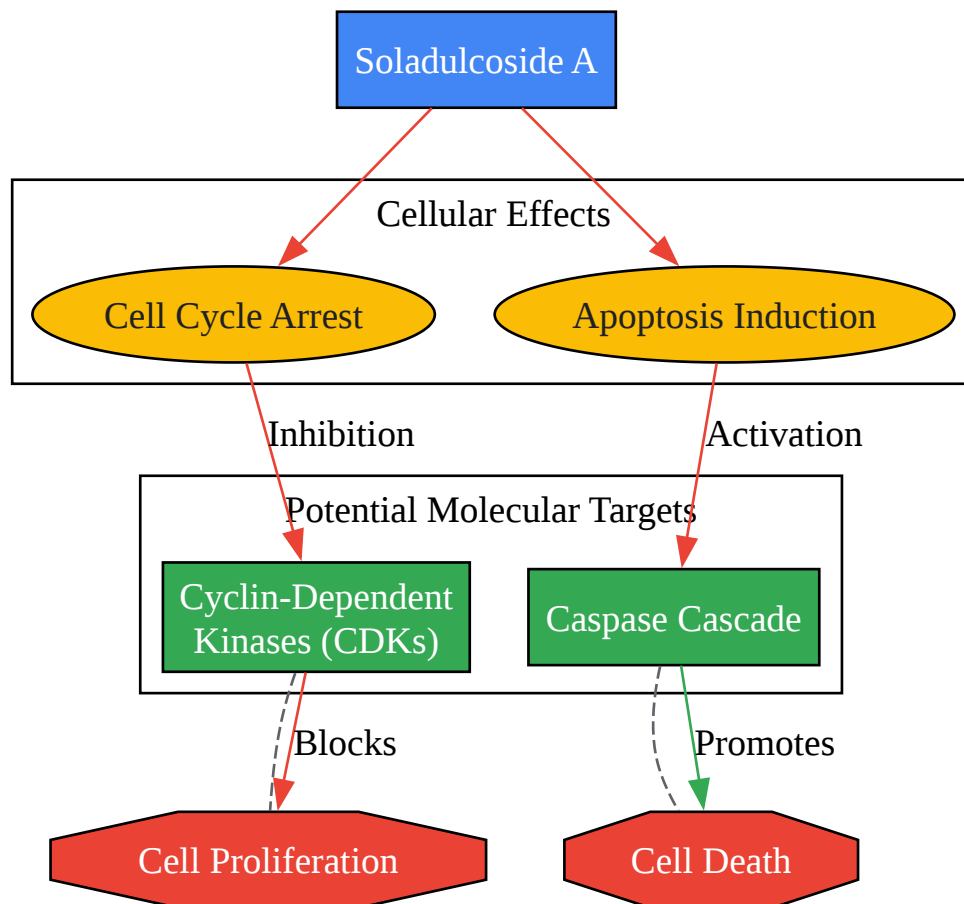 Soladulcoside A
Cellular Effects
Cell Cycle Arrest
Apoptosis Induction
Inhibition
Activation
Potential Molecular Targets
Cyclin-Dependent
Kinases (CDKs)
Caspase Cascade
Blocks
Promotes
Cell Proliferation
Cell Death